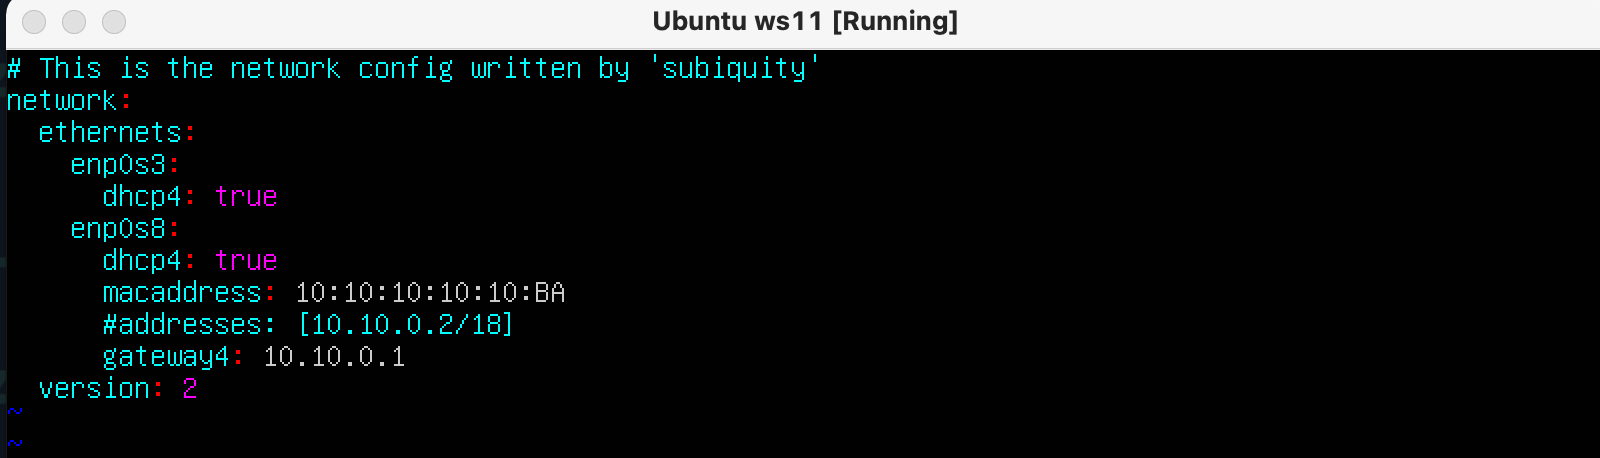 Ubuntu ws11 [Running]
# This is the network config written by 'subiquity'
network:
  ethernets:
    enp0s3:
      dhcp4: true
    enp0s8:
      dhcp4: true
      macaddress: 10:10:10:10:10:BA
      #addresses: [10.10.0.2/18]
      gateway4: 10.10.0.1
  version: 2
~
~